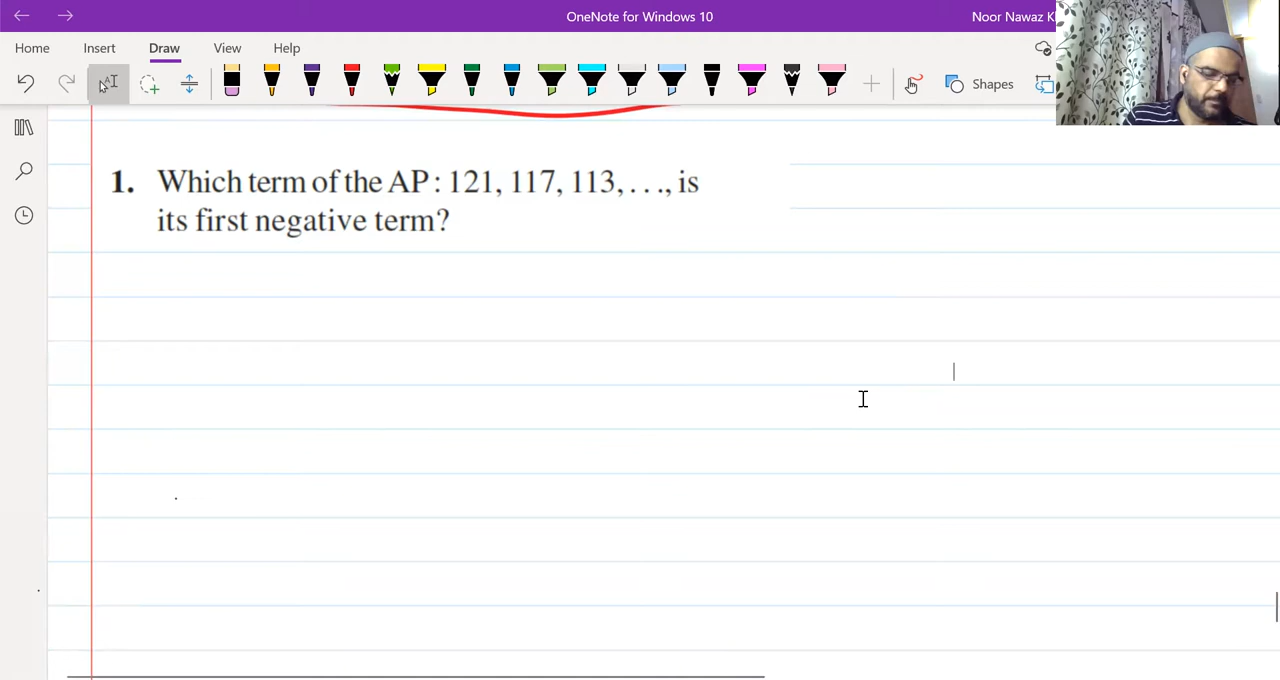 OneNote for Windows 10
Noor Nawaz K
Home Insert Draw View Help
Shapes
1. Which term of the AP : 121, 117, 113, . . ., is
its first negative term?